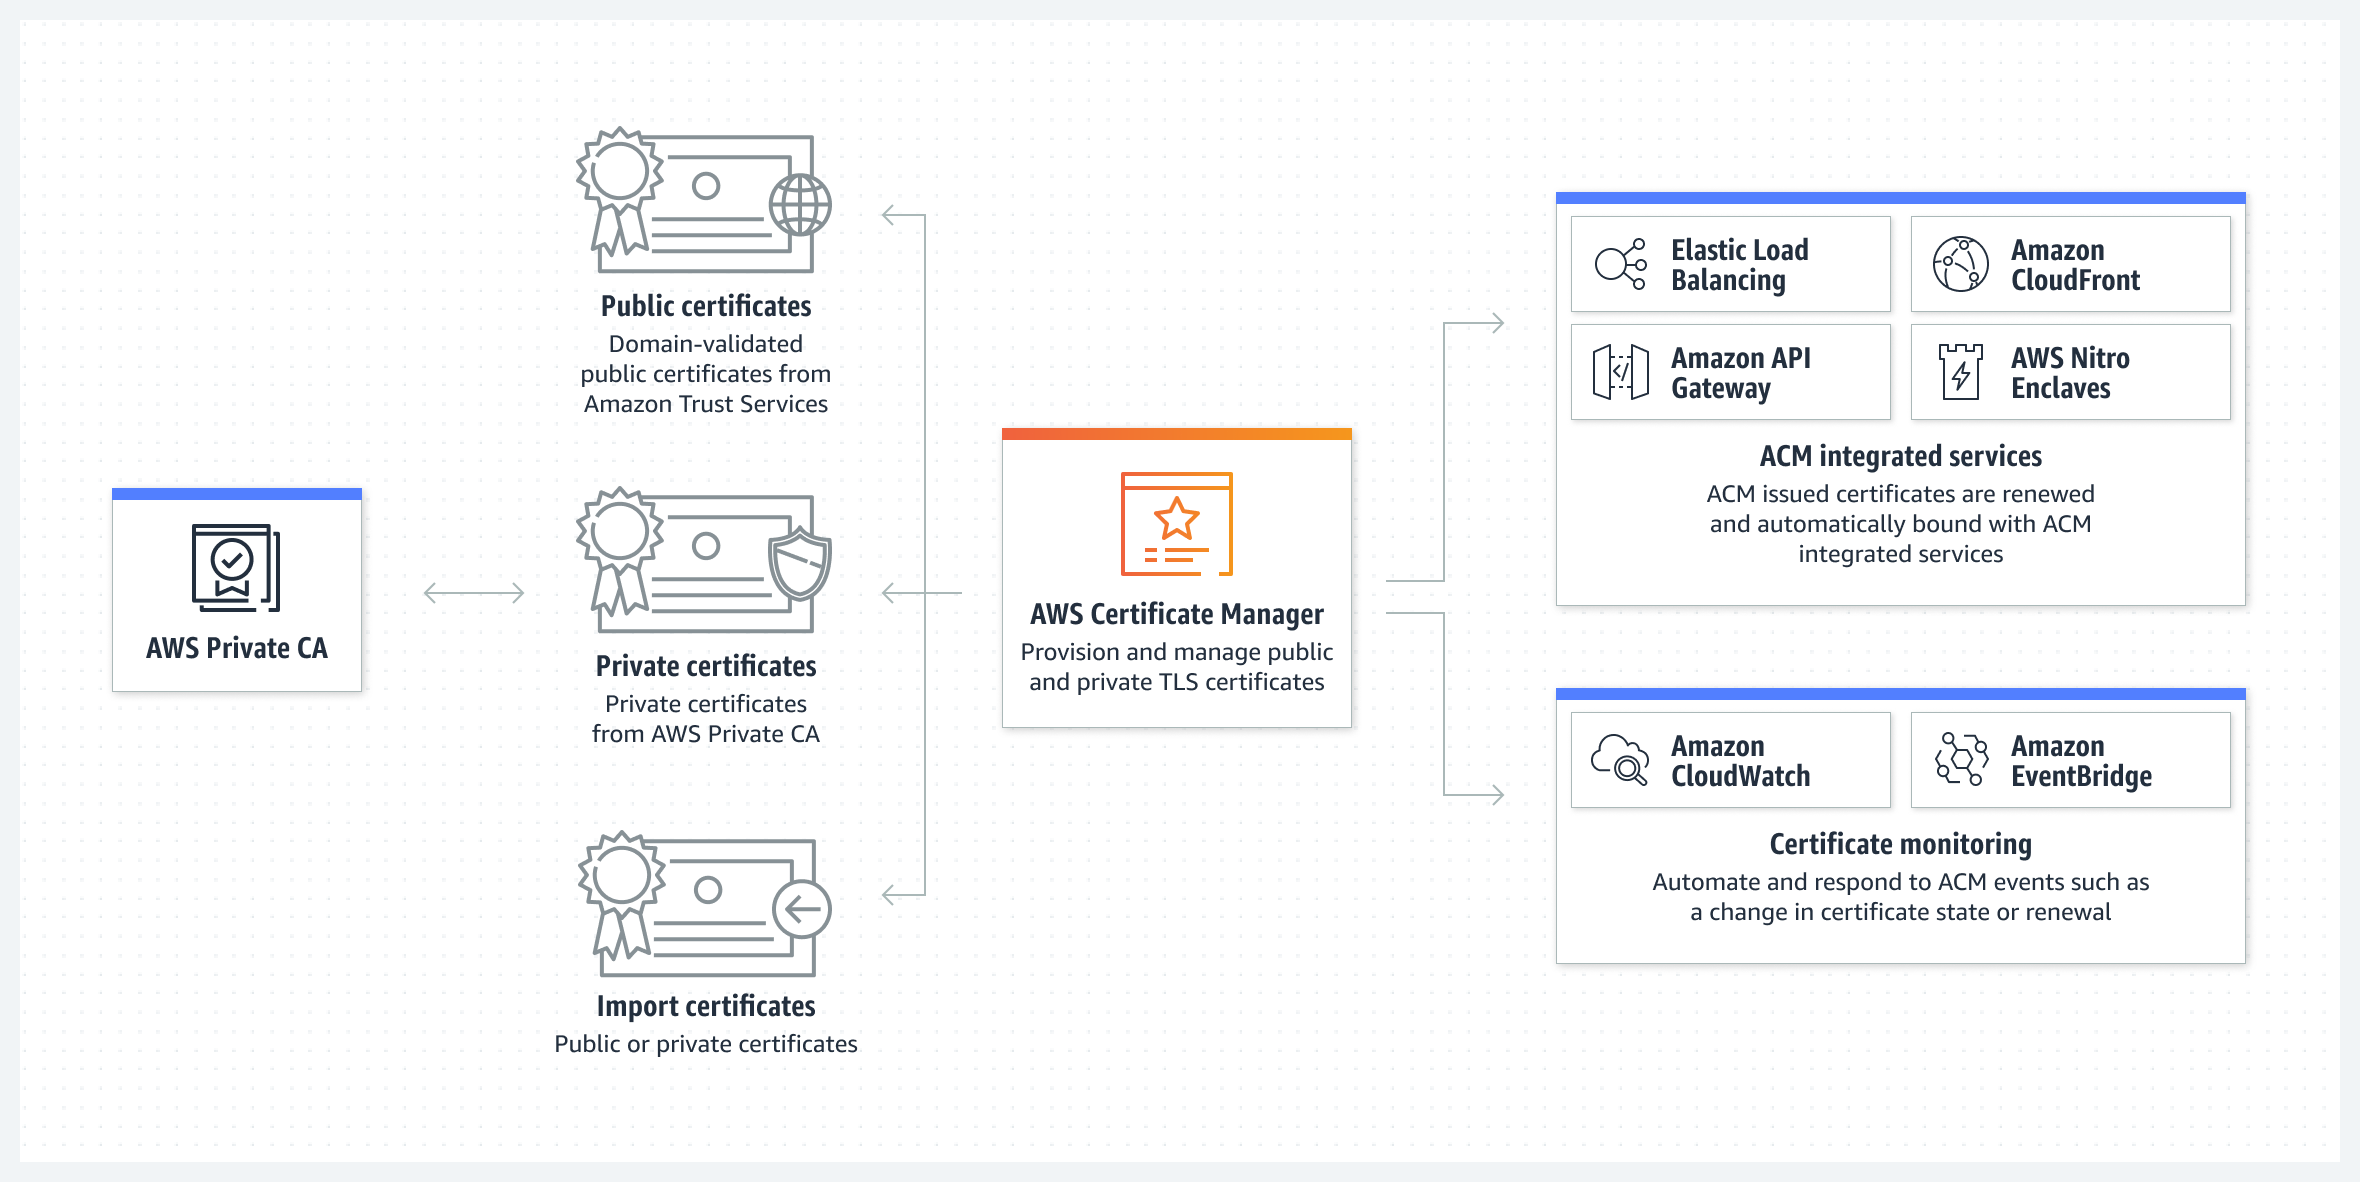 AWS Private CA
Public certificates
Domain-validated
public certificates from
Amazon Trust Services
Private certificates
Private certificates
from AWS Private CA
Import certificates
Public or private certificates
AWS Certificate Manager
Provision and manage public
and private TLS certificates
Elastic Load
Balancing
Amazon
CloudFront
Amazon API
Gateway
AWS Nitro
Enclaves
ACM integrated services
ACM issued certificates are renewed
and automatically bound with ACM
integrated services
Amazon
CloudWatch
Amazon
EventBridge
Certificate monitoring
Automate and respond to ACM events such as
a change in certificate state or renewal